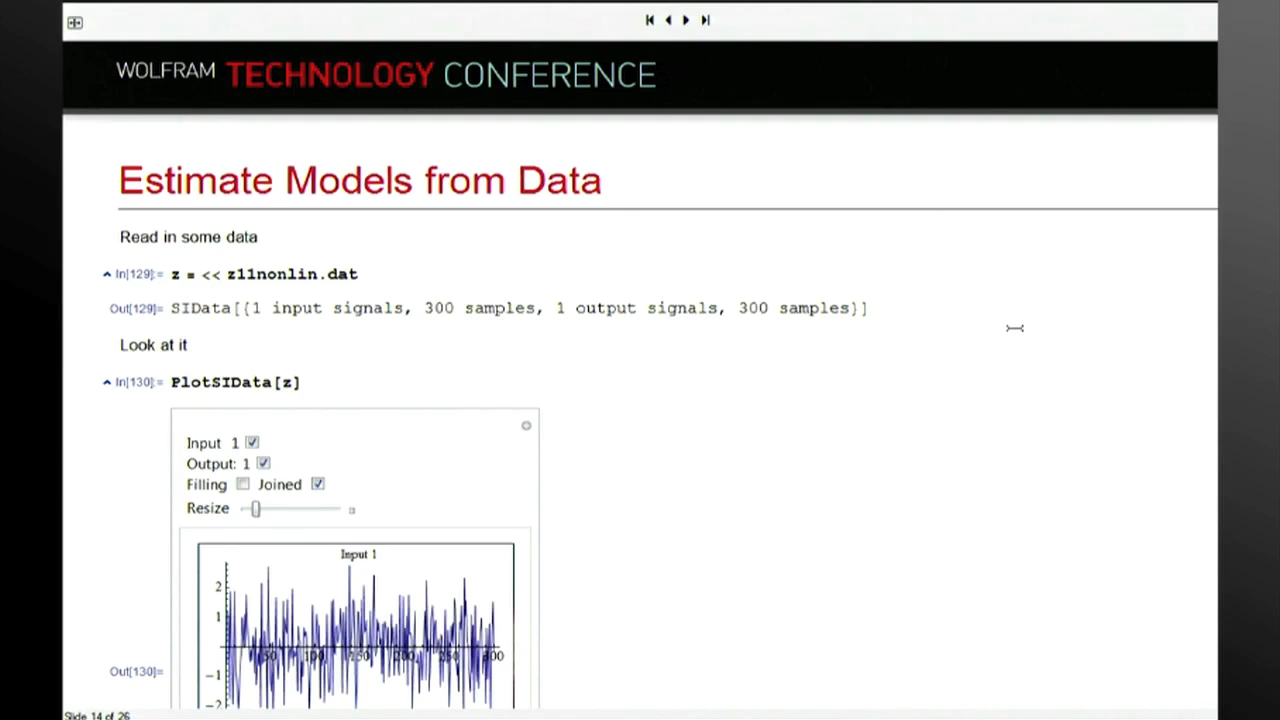 WOLFRAM TECHNOLOGY CONFERENCE
Estimate Models from Data
Read in some data
In[129]:= z = << z11nonlin.dat
Out[129]= SIData[{1 input signals, 300 samples, 1 output signals, 300 samples}]
Look at it
In[130]:= PlotSIData[z]
Input 1
Output: 1
Filling Joined
Resize
Input 1
2
1
50 100 150 200 250 300
-1
Out[130]=
-2
Slide 14 of 26